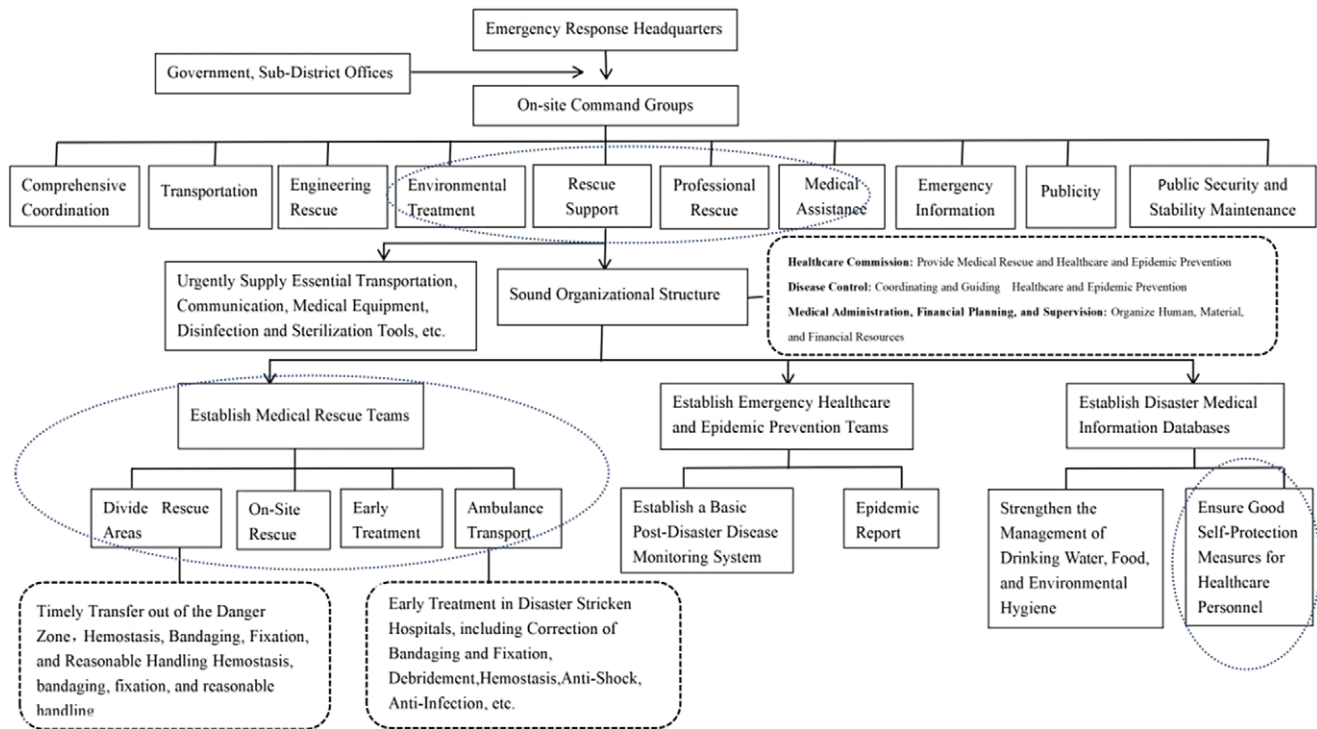 Emergency Response Headquarters
Government, Sub-District Offices
On-site Command Groups
Comprehensive
Coordination
Transportation
Engineering
Rescue
Environmental
Treatment
Rescue
Support
Professional
Rescue
Medical
Assistance
Emergency
Information
Publicity
Public Security and
Stability Maintenance
Urgently Supply Essential Transportation,
Communication, Medical Equipment,
Disinfection and Sterilization Tools, etc.
Sound Organizational Structure
Healthcare Commission: Provide Medical Rescue and Healthcare and Epidemic Prevention
Disease Control: Coordinating and Guiding Healthcare and Epidemic Prevention
Medical Administration, Financial Planning, and Supervision: Organize Human, Material,
and Financial Resources
Establish Medical Rescue Teams
Establish Emergency Healthcare
and Epidemic Prevention Teams
Establish Disaster Medical
Information Databases
Divide Rescue
Areas
On-Site
Rescue
Early
Treatment
Ambulance
Transport
Establish a Basic
Post-Disaster Disease
Monitoring System
Epidemic
Report
Strengthen the
Management of
Drinking Water, Food,
and Environmental
Hygiene
Ensure Good
Self-Protection
Measures for
Healthcare
Personnel
Timely Transfer out of the Danger
Zone，Hemostasis, Bandaging, Fixation,
and Reasonable Handling Hemostasis,
bandaging, fixation, and reasonable
handling
Early Treatment in Disaster Stricken
Hospitals, including Correction of
Bandaging and Fixation,
Debridement,Hemostasis,Anti-Shock,
Anti-Infection, etc.